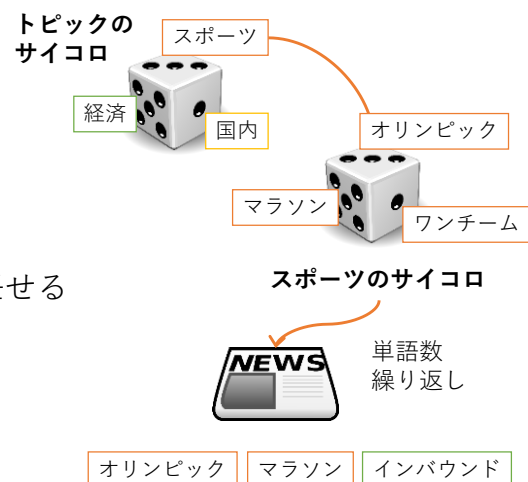 トピックの
サイコロ
スポーツ
経済
国内
オリンピック
マラソン
ワンチーム
せる
スポーツのサイコロ
NEWS
単語数
繰り返し
オリンピック
マラソン
インバウンド